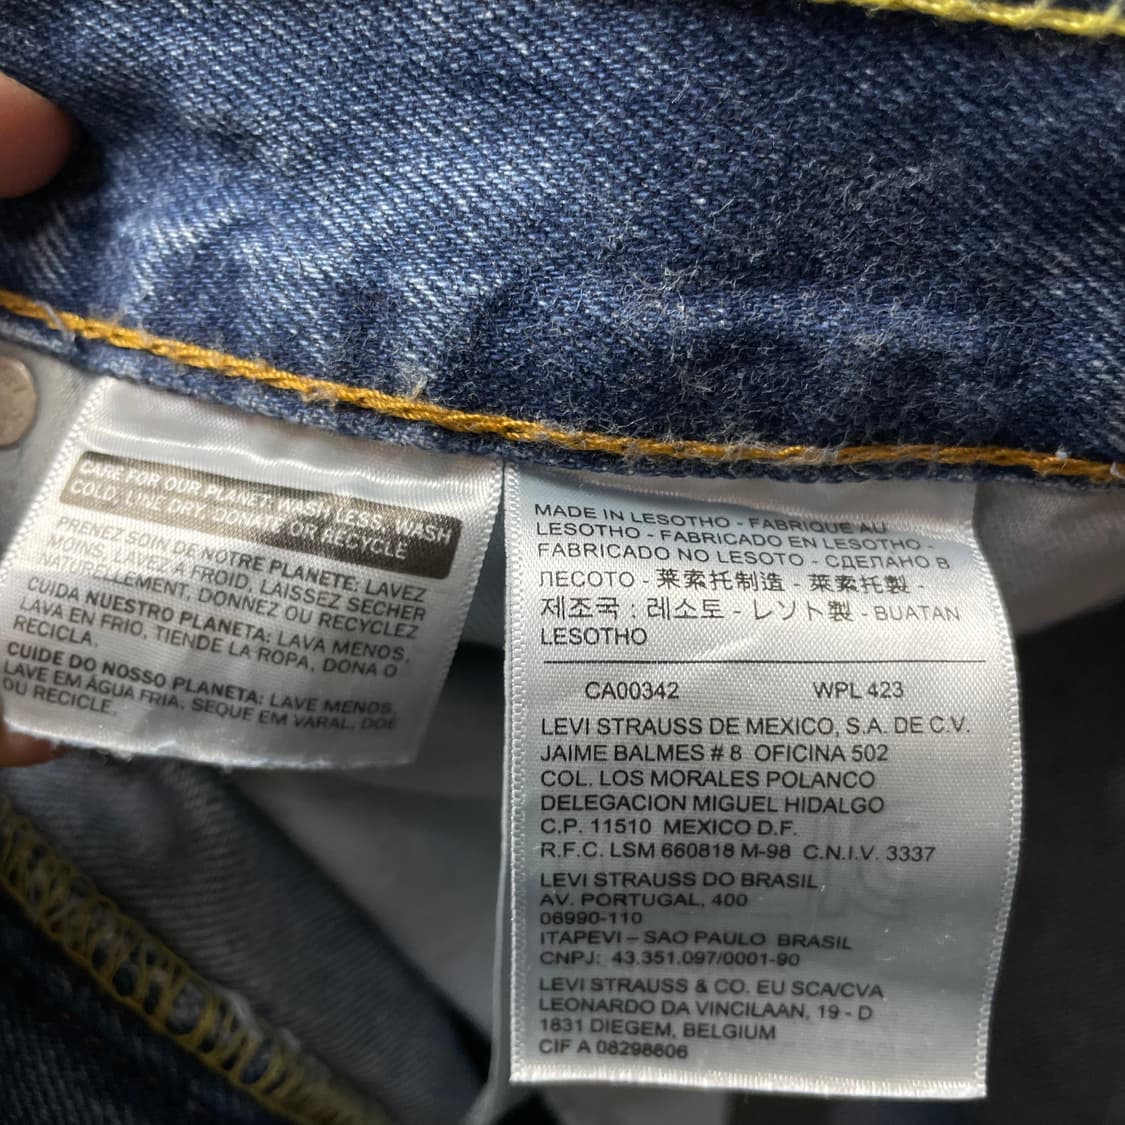 CARE FOR OUR PLANET. WASH LESS, WASH
COLD, LINE DRY, DONATE OR RECYCLE
PRENEZ SOIN DE NOTRE PLANETE: LAVEZ
MOINS, LAVEZ A FROID, LAISSEZ SECHER
NATURELLEMENT, DONNEZ OU RECYCLEZ
CUIDA NUESTRO PLANETA: LAVA MENOS,
LAVA EN FRIO, TIENDE LA ROPA, DONA O
RECICLA.
CUIDE DO NOSSO PLANETA: LAVE MENOS,
LAVE EM ÁGUA FRIA, SEQUE EM VARAL, DOE
OU RECICLE.
MADE IN LESOTHO - FABRIQUE AU
LESOTHO - FABRICADO EN LESOTHO -
FABRICADO NO LESOTO - СДЕЛАНО В
ЛЕСОТО - 莱索托制造 - 萊索托製 -
제조국 : 레소토 - レソト製 - BUATAN
LESOTHO
CA00342 WPL 423
LEVI STRAUSS DE MEXICO, S.A. DE C.V.
JAIME BALMES # 8 OFICINA 502
COL. LOS MORALES POLANCO
DELEGACION MIGUEL HIDALGO
C.P. 11510 MEXICO D.F.
R.F.C. LSM 660818 M-98 C.N.I.V. 3337
LEVI STRAUSS DO BRASIL
AV. PORTUGAL, 400
06990-110
ITAPEVI – SAO PAULO BRASIL
CNPJ: 43.351.097/0001-90
LEVI STRAUSS & CO. EU SCA/CVA
LEONARDO DA VINCILAAN, 19 - D
1831 DIEGEM, BELGIUM
CIF A 08298606